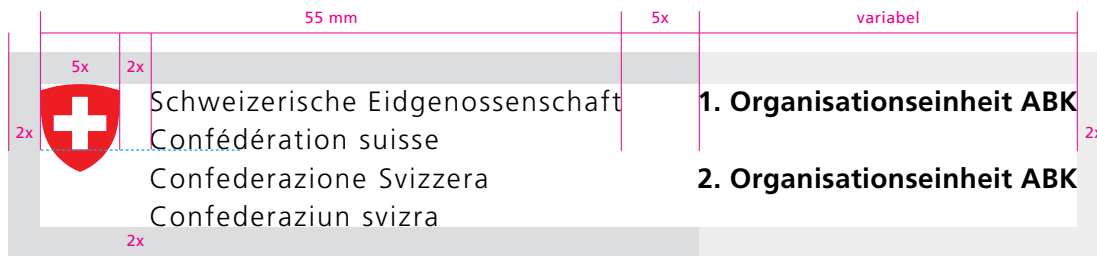 55 mm 5x variabel
5x 2x
Schweizerische Eidgenossenschaft 1. Organisationseinheit ABK
2x Confédération suisse 2x
Confederazione Svizzera 2. Organisationseinheit ABK
Confederaziun svizra
2x